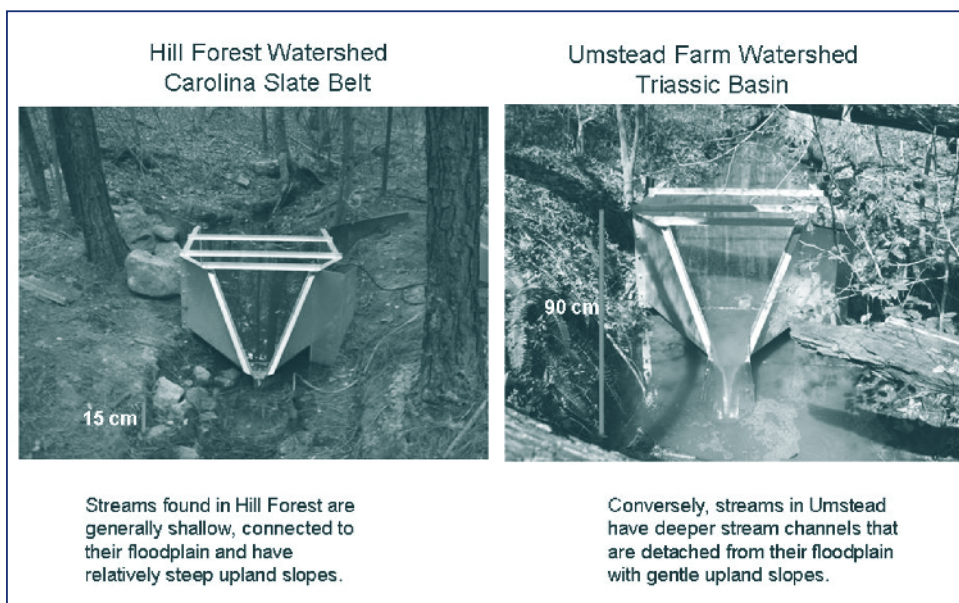 Hill Forest Watershed
Carolina Slate Belt
Umstead Farm Watershed
Triassic Basin
15 cm
90 cm
Streams found in Hill Forest are
generally shallow, connected to
their floodplain and have
relatively steep upland slopes.
Conversely, streams in Umstead
have deeper stream channels that
are detached from their floodplain
with gentle upland slopes.